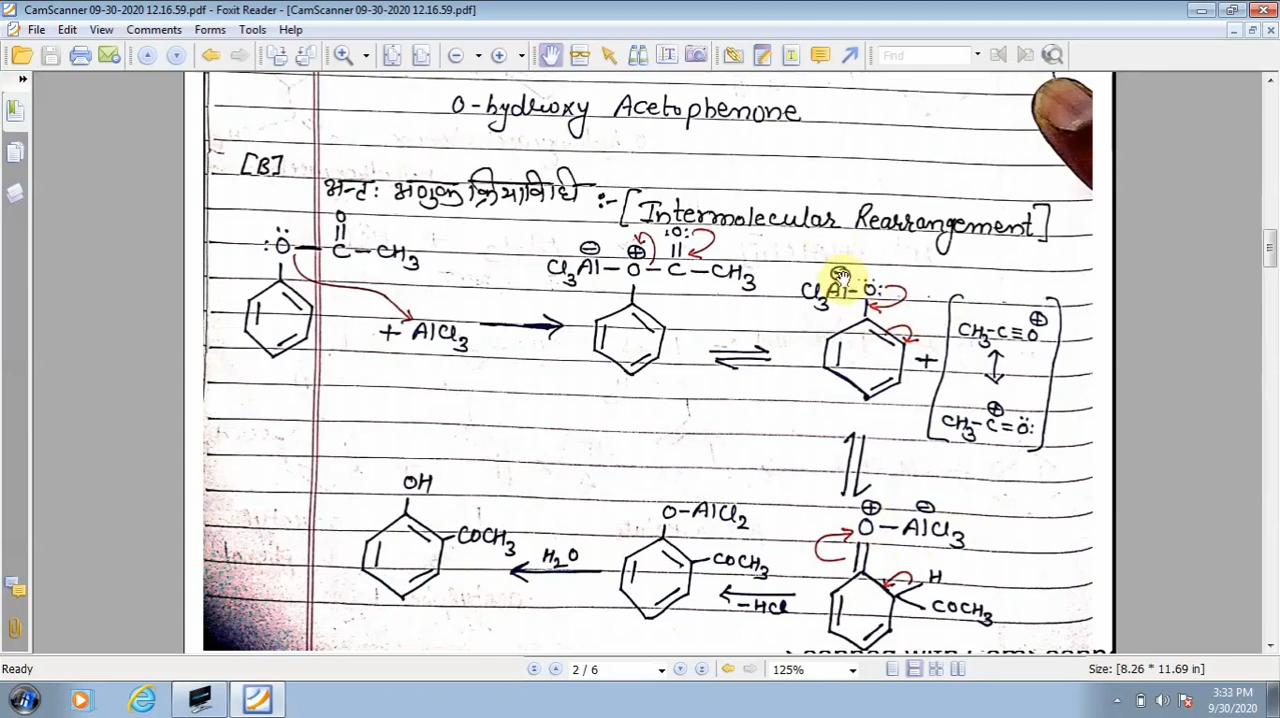 CamScanner 09-30-2020 12.16.59.pdf - Foxit Reader - [CamScanner 09-30-2020 12.16.59.pdf]
File Edit View Comments Forms Tools Help
Find
O-hydroxy Acetophenone
[B]
अन्तः अणुक क्रियाविधि :- [Intermolecular Rearrangement]
:Ö — C — CH3
O
+ AlCl3
⊖ ⊕ :O:
Cl3Al — O — C — CH3
⊖
Cl3Al — Ö:
+
CH3-C≡O ⊕
CH3-C=Ö: ⊕
OH
COCH3
H2O
O-AlCl2
COCH3
-HCl
⊕ ⊖
O — AlCl3
H
COCH3
Ready
2 / 6
125%
Size: [8.26 * 11.69 in]
3:33 PM
9/30/2020